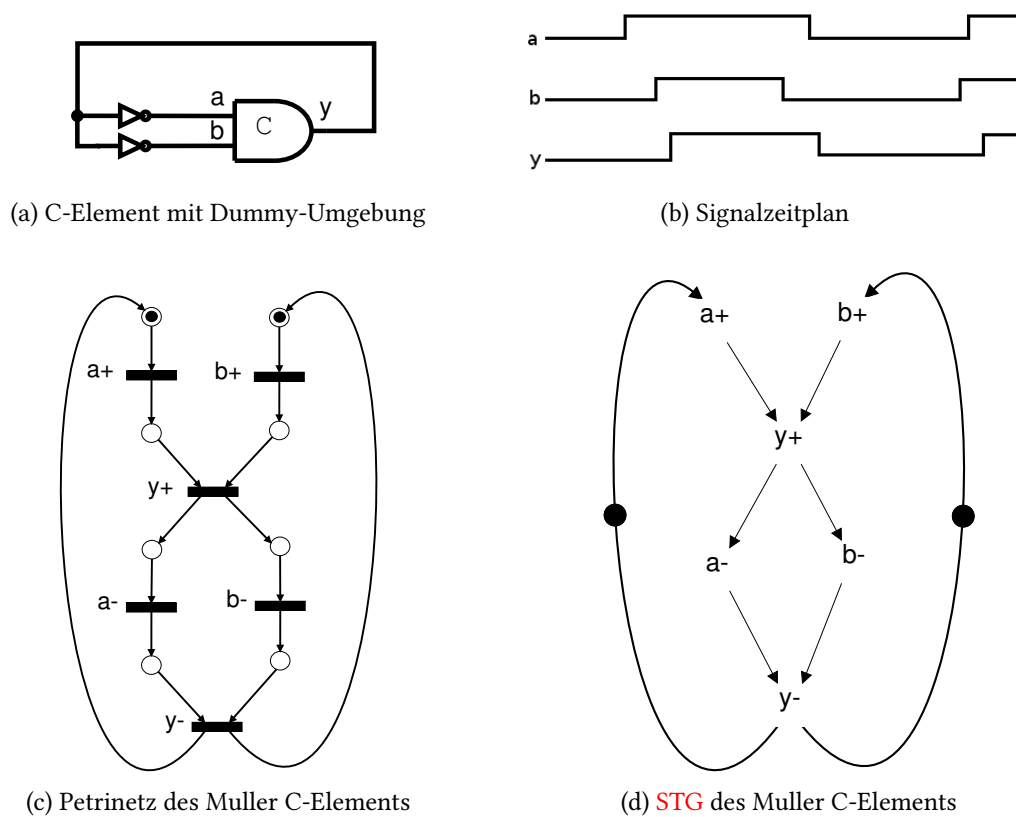 a
b
C
y
(a) C-Element mit Dummy-Umgebung
a
b
y
(b) Signalzeitplan
a+
b+
y+
a-
b-
y-
(c) Petrinetz des Muller C-Elements
a+
b+
y+
a-
b-
y-
(d) STG des Muller C-Elements